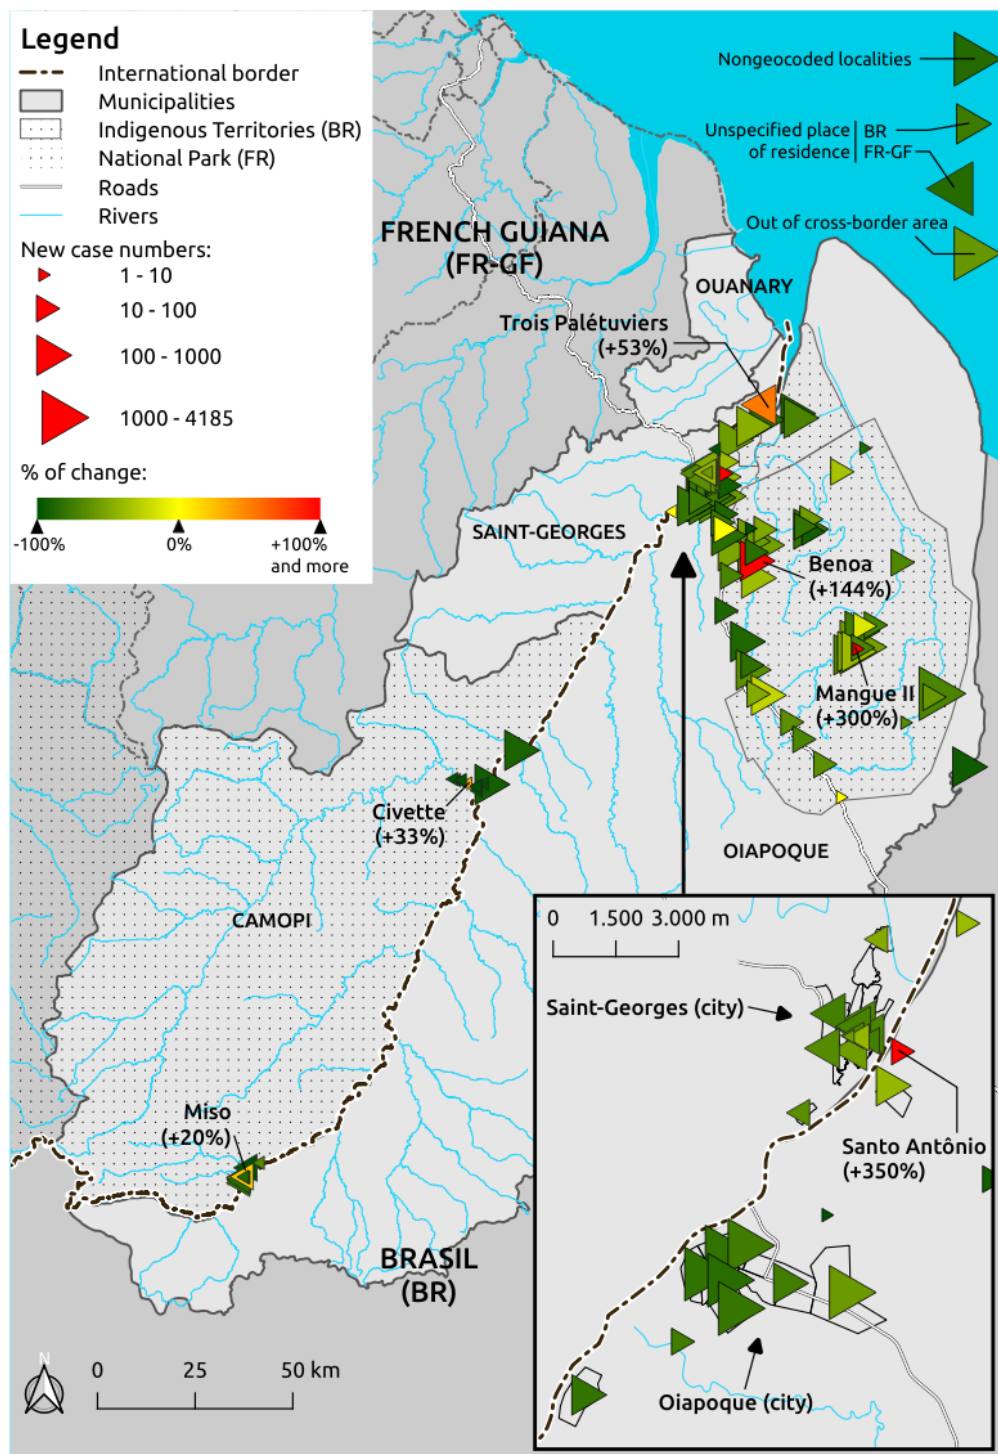 Legend
International border
Municipalities
Indigenous Territories (BR)
National Park (FR)
Roads
Rivers
New case numbers:
1 - 10
10 - 100
100 - 1000
1000 - 4185
% of change:
-100%
0%
+100%
and more
Nongeocoded localities
Unspecified place
of residence
BR
FR-GF
Out of cross-border area
FRENCH GUIANA
(FR-GF)
OUANARY
Trois Palétuviers
(+53%)
SAINT-GEORGES
Benoa
(+144%)
Mangue II
(+300%)
Civette
(+33%)
OIAPOQUE
CAMOPI
Miso
(+20%)
BRASIL
(BR)
N
0
25
50 km
0
1.500
3.000 m
Saint-Georges (city)
Santo Antônio
(+350%)
Oiapoque (city)